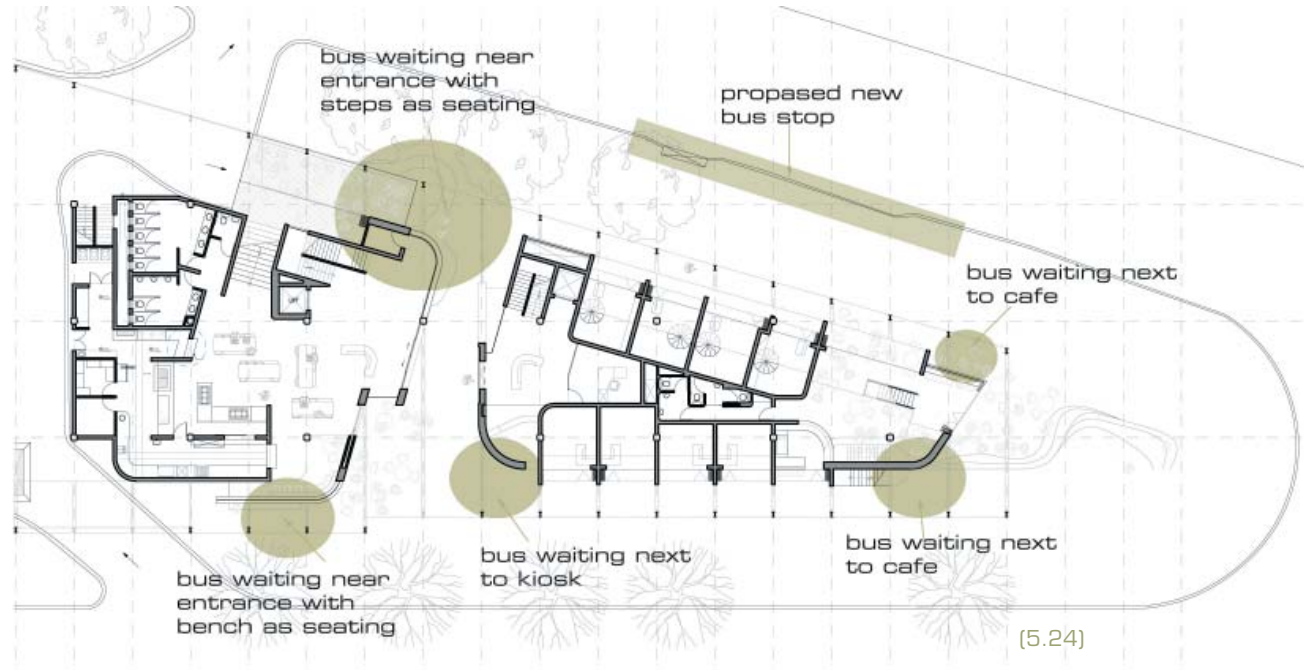 bus waiting near
entrance with
steps as seating
propased new
bus stop
bus waiting next
to cafe
bus waiting next
to cafe
bus waiting next
to kiosk
bus waiting near
entrance with
bench as seating
(5.24)